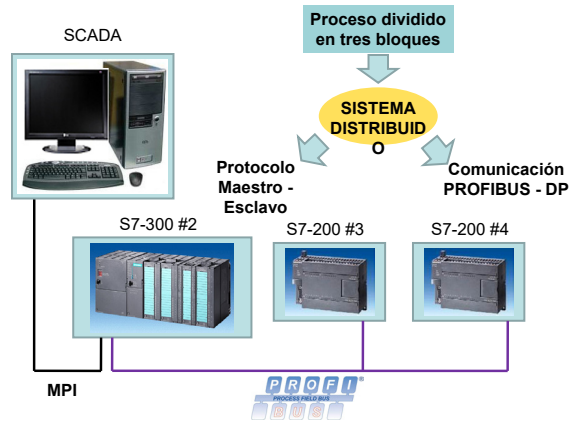 SCADA
Proceso dividido
en tres bloques
SISTEMA
DISTRIBUID
O
Protocolo
Maestro -
Esclavo
Comunicación
PROFIBUS - DP
S7-300 #2
S7-200 #3
S7-200 #4
MPI
PROFI®
PROCESS FIELD BUS
BUS